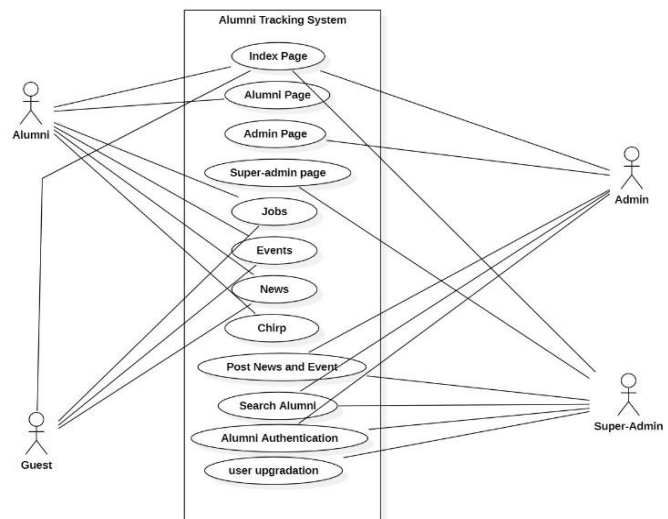 Alumni Tracking System
Index Page
Alumni Page
Alumni
Admin Page
Super-admin page
Admin
Jobs
Events
News
Chirp
Post News and Event
Search Alumni
Super-Admin
Alumni Authentication
Guest
user upgradation